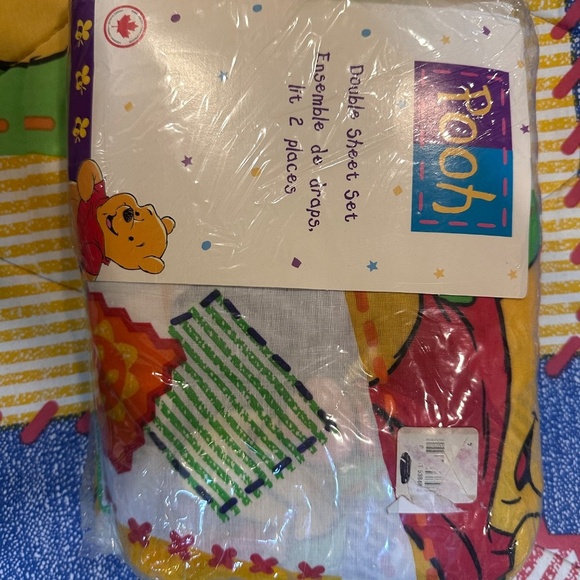 Pooh
Double Sheet Set
Ensemble de draps,
lit 2 places